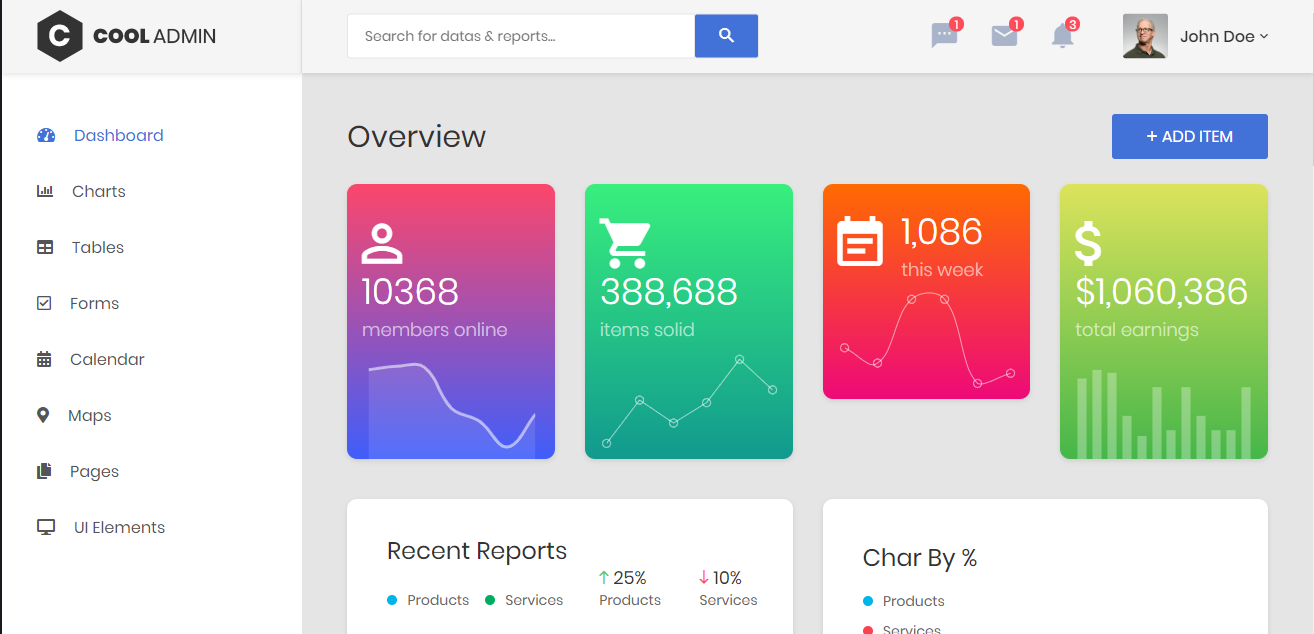 C COOL ADMIN
Search for datas & reports...
1
1
3
John Doe
Dashboard
Charts
Tables
Forms
Calendar
Maps
Pages
UI Elements
Overview
+ ADD ITEM
10368
members online
388,688
items solid
1,086
this week
$
$1,060,386
total earnings
Recent Reports
Products
Services
↑ 25%
Products
↓ 10%
Services
Char By %
Products
Services